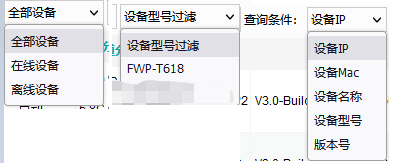 全部设备
设备型号过滤
查询条件：
设备IP
全部设备
在线设备
离线设备
设备型号过滤
FWP-T618
设备IP
设备Mac
设备名称
设备型号
版本号
V3.0-Build